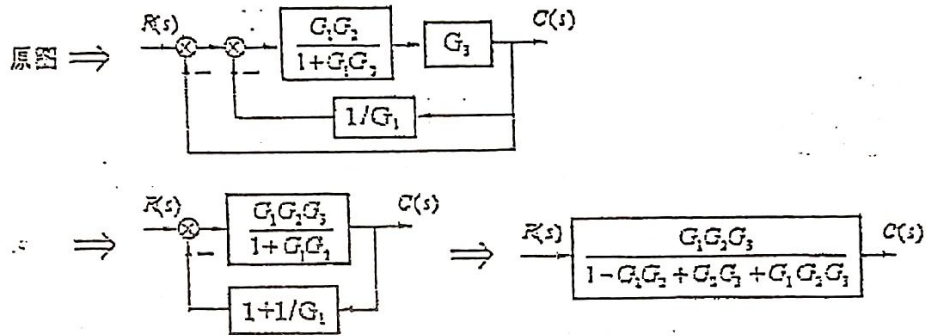 原图 ⇒
R(s)
G₁G₂
1+G₁G₂
G₃
C(s)
1/G₁
⇒
R(s)
G₁G₂G₃
1+G₁G₂
C(s)
1+1/G₁
⇒
R(s)
G₁G₂G₃
1-G₁G₂+G₂G₃+G₁G₂G₃
C(s)